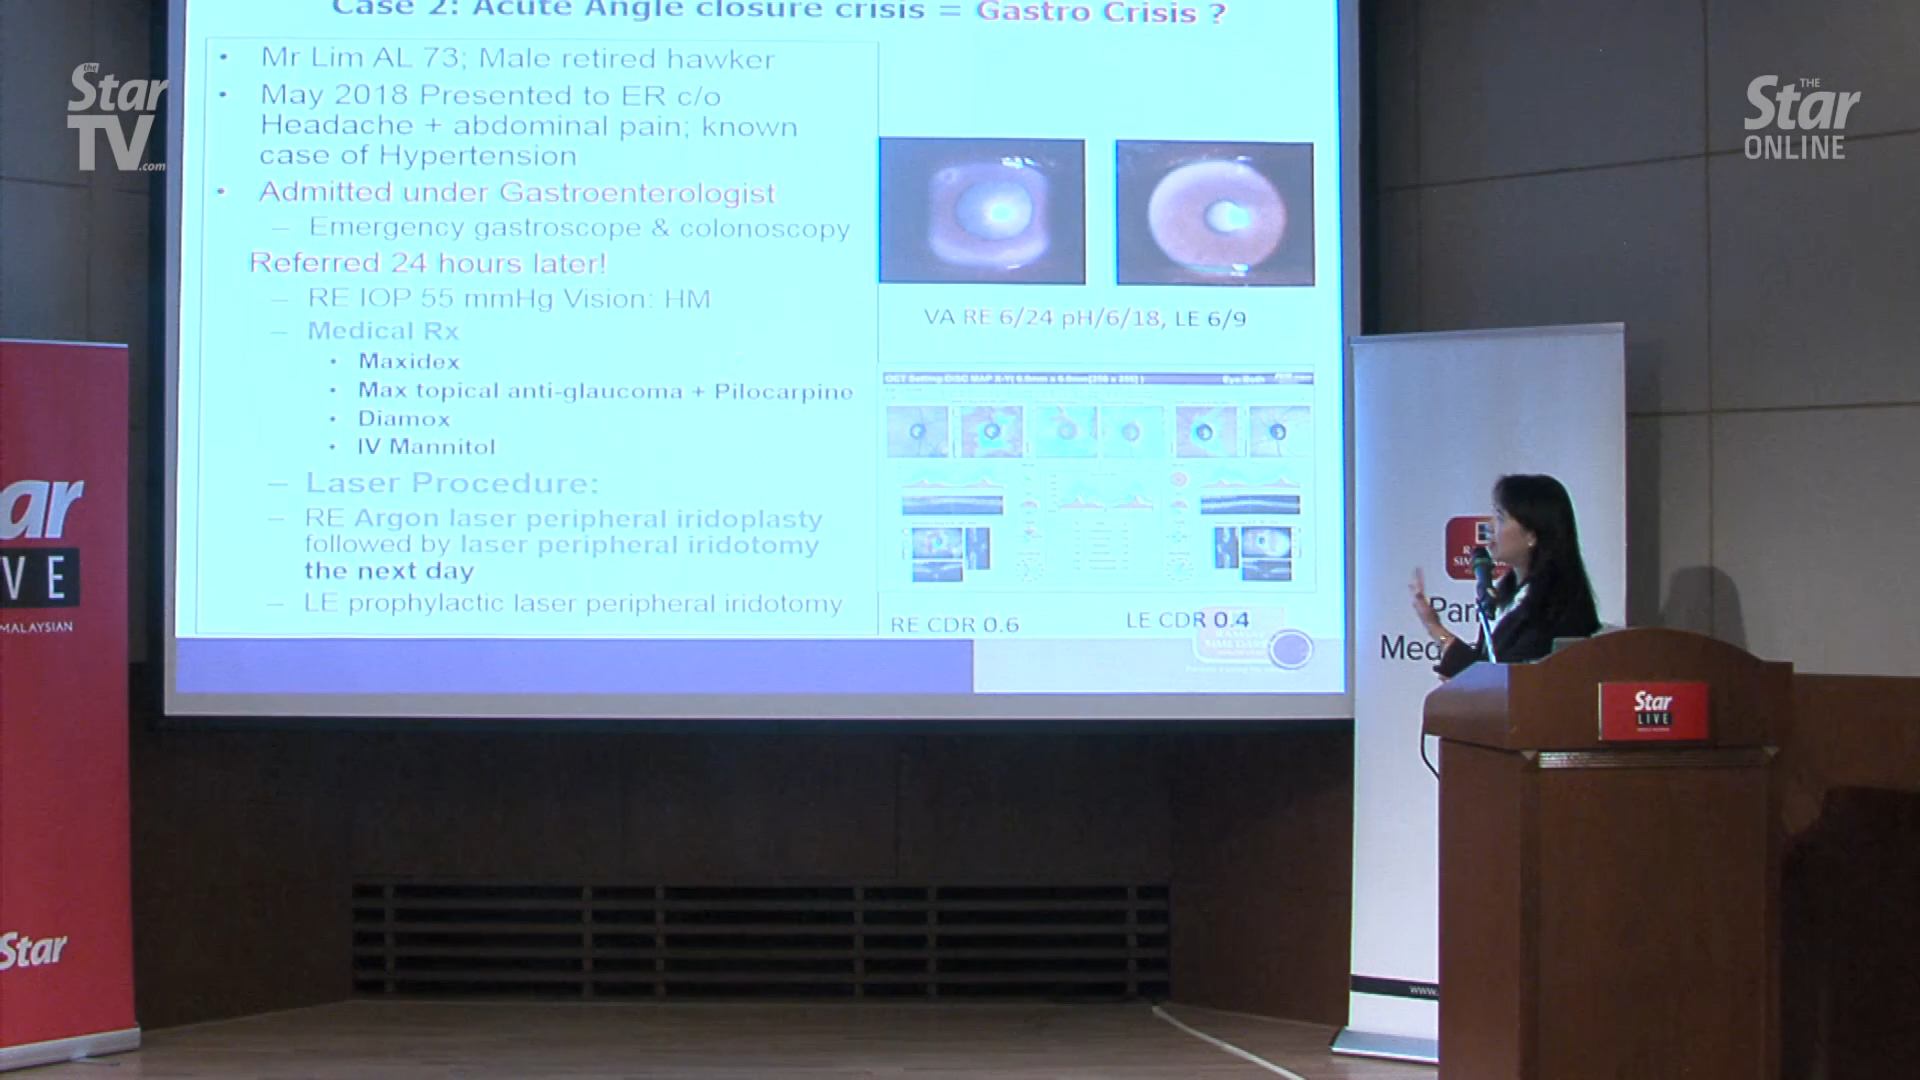 Case 2: Acute Angle closure crisis = Gastro Crisis ?
• Mr Lim AL 73; Male retired hawker
• May 2018 Presented to ER c/o
Headache + abdominal pain; known
case of Hypertension
• Admitted under Gastroenterologist
– Emergency gastroscope & colonoscopy
Referred 24 hours later!
– RE IOP 55 mmHg Vision: HM
– Medical Rx
• Maxidex
• Max topical anti-glaucoma + Pilocarpine
• Diamox
• IV Mannitol
– Laser Procedure:
– RE Argon laser peripheral iridoplasty
followed by laser peripheral iridotomy
the next day
– LE prophylactic laser peripheral iridotomy
VA RE 6/24 pH/6/18, LE 6/9
RE CDR 0.6
LE CDR 0.4
the
Star
TV
.com
THE
Star
ONLINE
ar
VE
MALAYSIAN
Star
Par
Med
www.
Star
LIVE